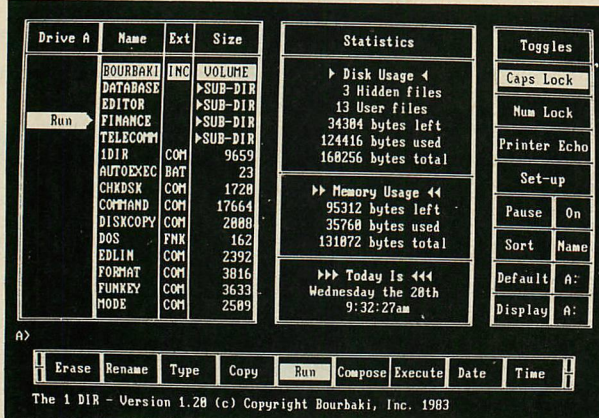 Drive A Name Ext Size
BOURBAKI INC VOLUME
DATABASE ▶SUB-DIR
EDITOR ▶SUB-DIR
Run FINANCE ▶SUB-DIR
TELECOMM ▶SUB-DIR
1DIR COM 9659
AUTOEXEC BAT 23
CHKDSK COM 1720
COMMAND COM 17664
DISKCOPY COM 2008
DOS FNK 162
EDLIN COM 2392
FORMAT COM 3816
FUNKEY COM 3633
MODE COM 2509
Statistics
▶ Disk Usage ◀
3 Hidden files
13 User files
34304 bytes left
124416 bytes used
160256 bytes total
▶▶ Memory Usage ◀◀
95312 bytes left
35760 bytes used
131072 bytes total
▶▶▶ Today Is ◀◀◀
Wednesday the 20th
9:32:27am
Toggles
Caps Lock
Num Lock
Printer Echo
Set-up
Pause On
Sort Name
Default A:
Display A:
A>
Erase Rename Type Copy Run Compose Execute Date Time
The 1 DIR - Version 1.20 (c) Copyright Bourbaki, Inc. 1983